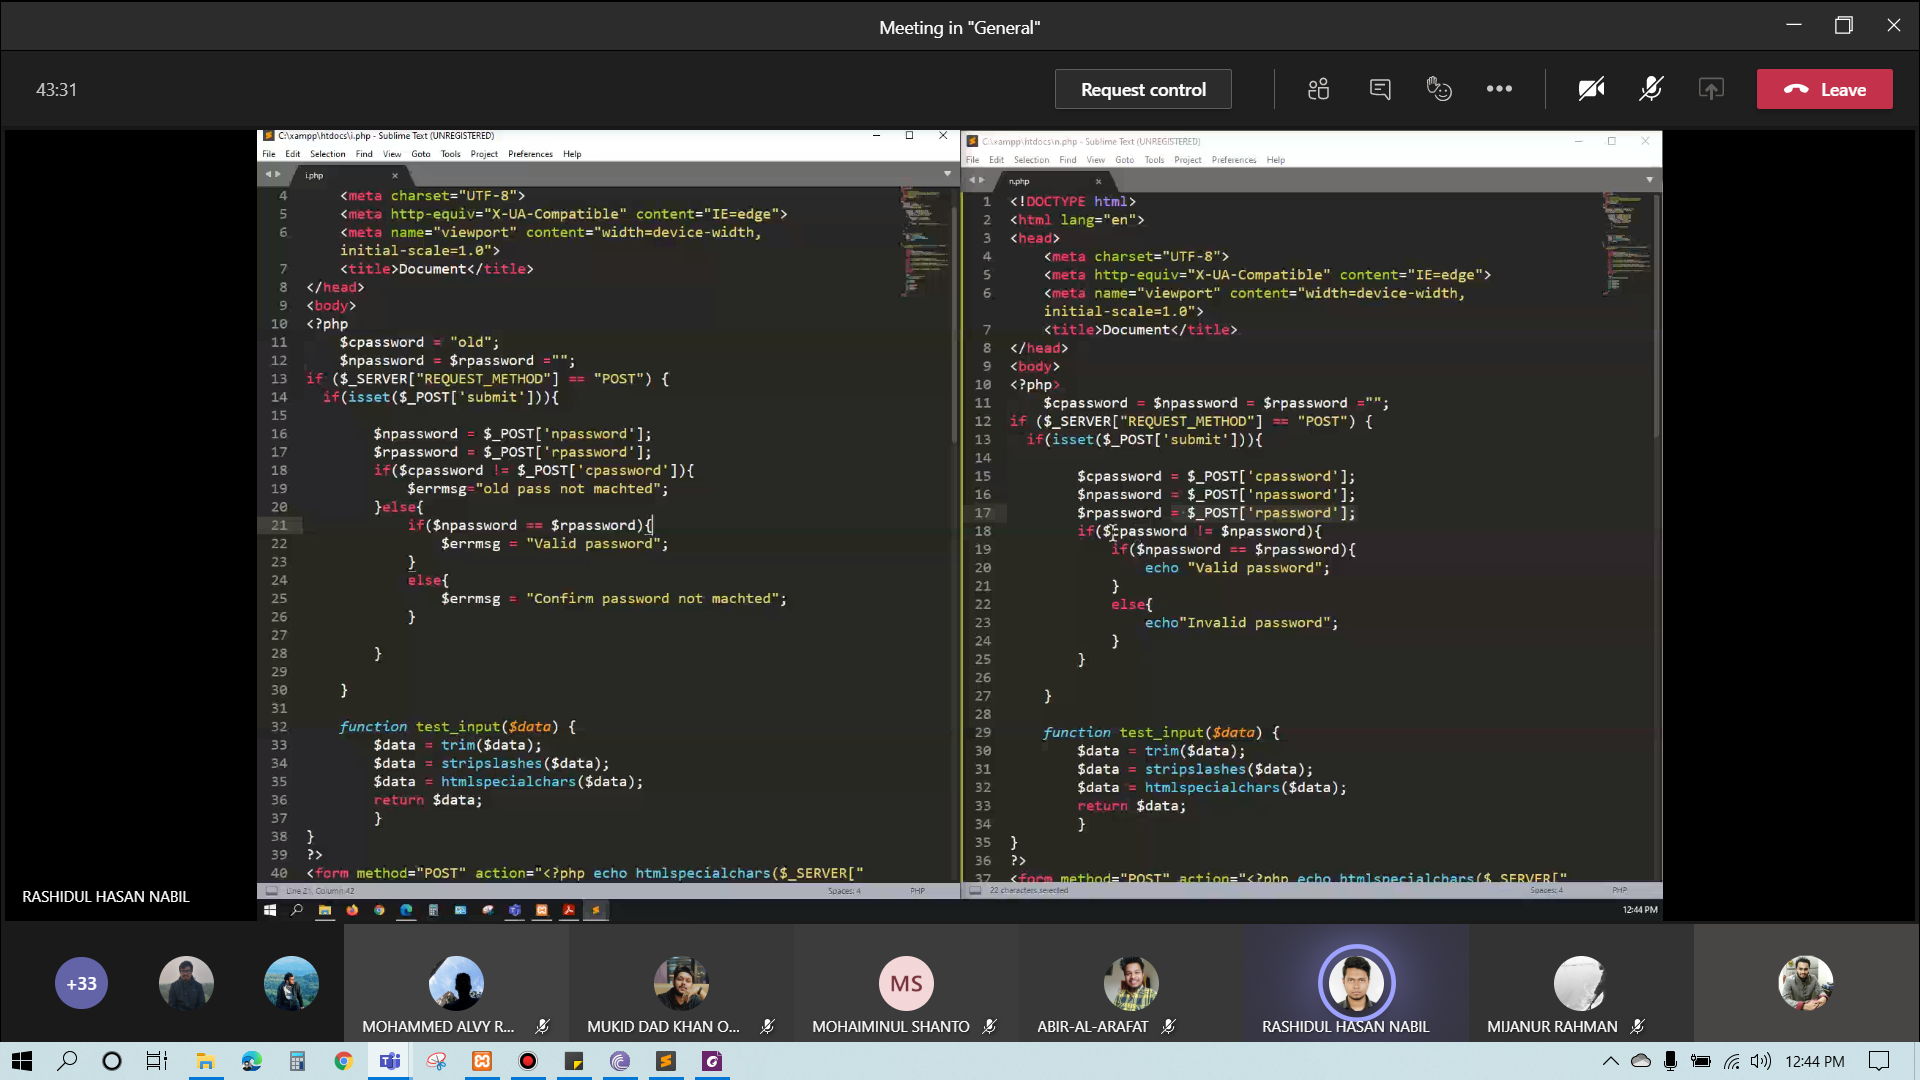 Meeting in "General"
43:31
Request control
Leave
C:\xampp\htdocs\i.php - Sublime Text (UNREGISTERED)
File Edit Selection Find View Goto Tools Project Preferences Help
i.php
4 <meta charset="UTF-8">
5 <meta http-equiv="X-UA-Compatible" content="IE=edge">
6 <meta name="viewport" content="width=device-width,
initial-scale=1.0">
7 <title>Document</title>
8 </head>
9 <body>
10 <?php
11 $cpassword = "old";
12 $npassword = $rpassword ="";
13 if ($_SERVER["REQUEST_METHOD"] == "POST") {
14 if(isset($_POST['submit'])){
15
16 $npassword = $_POST['npassword'];
17 $rpassword = $_POST['rpassword'];
18 if($cpassword != $_POST['cpassword']){
19 $errmsg="old pass not machted";
20 }else{
21 if($npassword == $rpassword){
22 $errmsg = "Valid password";
23 }
24 else{
25 $errmsg = "Confirm password not machted";
26 }
27
28 }
29
30 }
31
32 function test_input($data) {
33 $data = trim($data);
34 $data = stripslashes($data);
35 $data = htmlspecialchars($data);
36 return $data;
37 }
38 }
39 ?>
40 <form method="POST" action="<?php echo htmlspecialchars($_SERVER["
Line 21, Column 42
Spaces: 4
PHP
C:\xampp\htdocs\n.php - Sublime Text (UNREGISTERED)
File Edit Selection Find View Goto Tools Project Preferences Help
n.php
1 <!DOCTYPE html>
2 <html lang="en">
3 <head>
4 <meta charset="UTF-8">
5 <meta http-equiv="X-UA-Compatible" content="IE=edge">
6 <meta name="viewport" content="width=device-width,
initial-scale=1.0">
7 <title>Document</title>
8 </head>
9 <body>
10 <?php>
11 $cpassword = $npassword = $rpassword ="";
12 if ($_SERVER["REQUEST_METHOD"] == "POST") {
13 if(isset($_POST['submit'])){
14
15 $cpassword = $_POST['cpassword'];
16 $npassword = $_POST['npassword'];
17 $rpassword = $_POST['rpassword'];
18 if($cpassword != $npassword){
19 if($npassword == $rpassword){
20 echo "Valid password";
21 }
22 else{
23 echo"Invalid password";
24 }
25 }
26
27 }
28
29 function test_input($data) {
30 $data = trim($data);
31 $data = stripslashes($data);
32 $data = htmlspecialchars($data);
33 return $data;
34 }
35 }
36 ?>
37 <form method="POST" action="<?php echo htmlspecialchars($_SERVER["
22 characters selected
Spaces: 4
PHP
12:44 PM
RASHIDUL HASAN NABIL
+33
MS
MOHAMMED ALVY R...
MUKID DAD KHAN O...
MOHAIMINUL SHANTO
ABIR-AL-ARAFAT
RASHIDUL HASAN NABIL
MIJANUR RAHMAN
12:44 PM